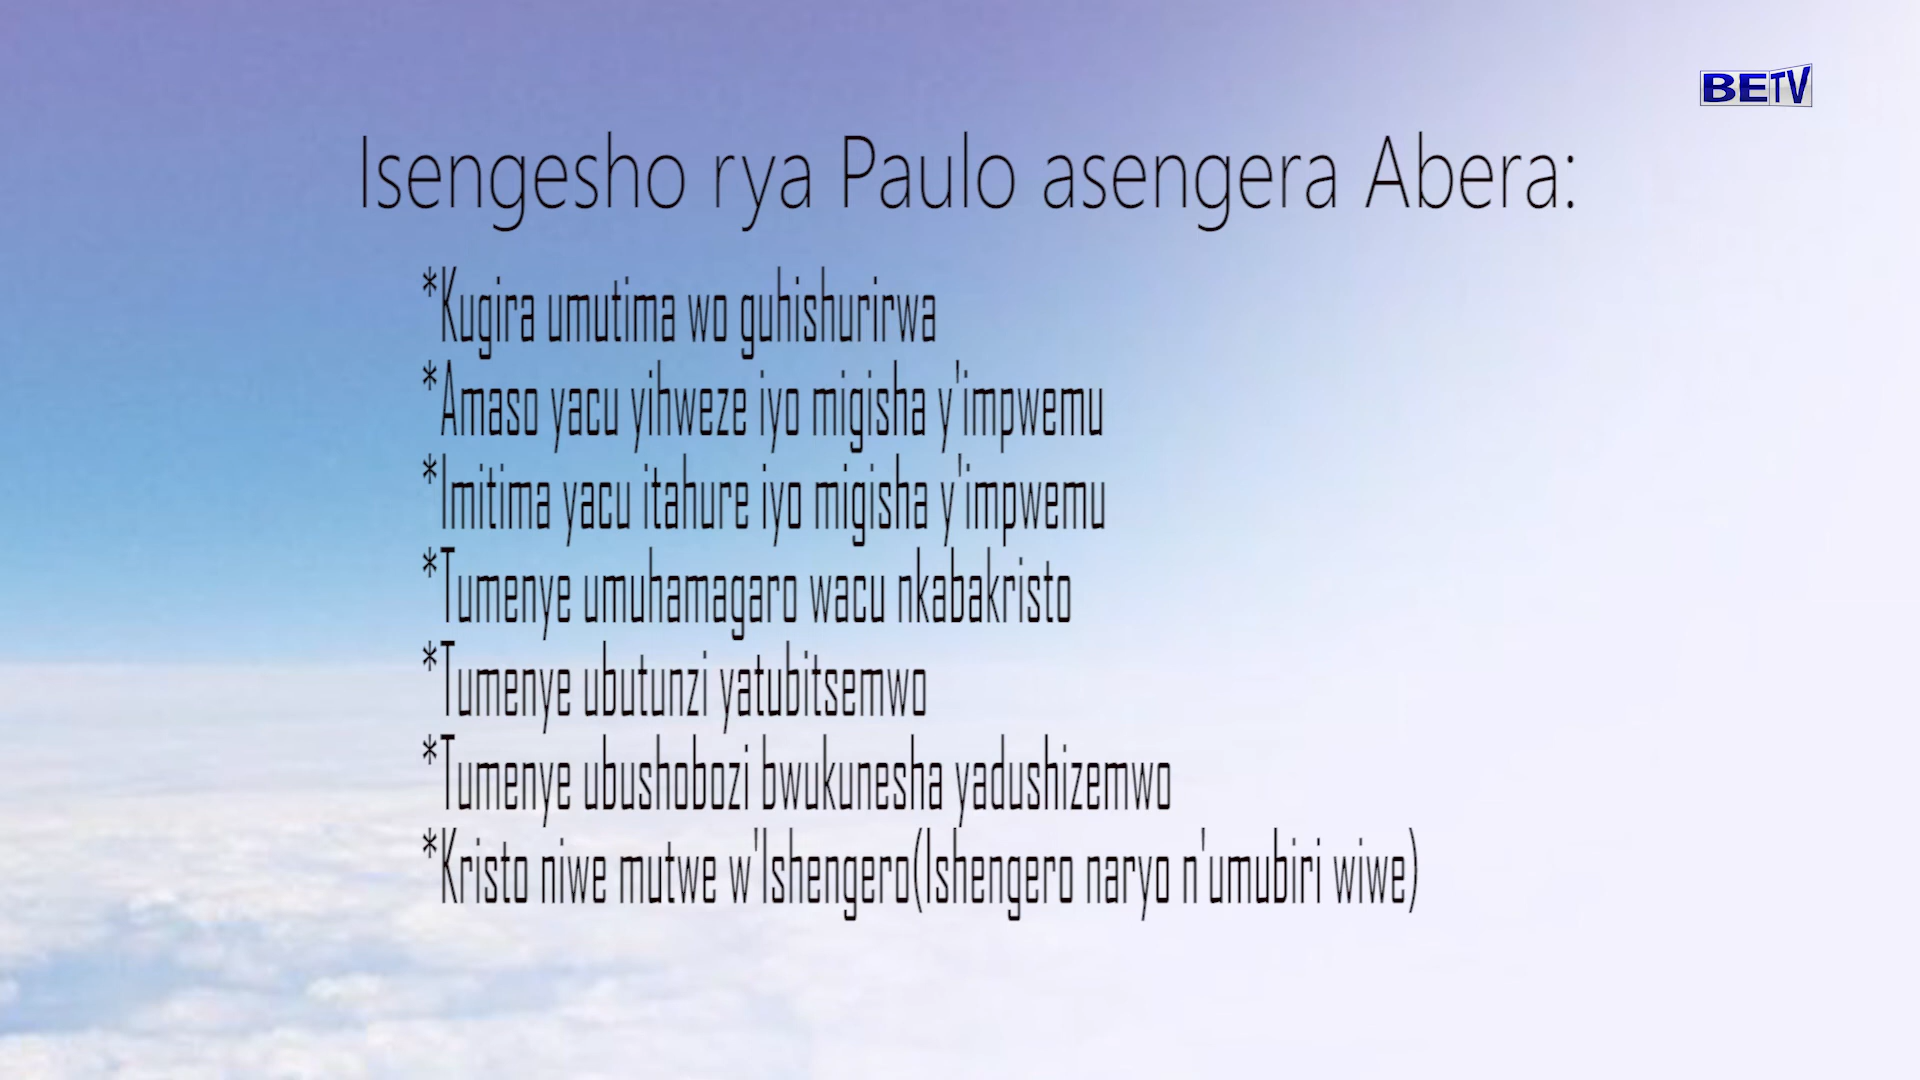 BETV
Isengesho rya Paulo asengera Abera:
*Kugira umutima wo guhishurirwa
*Amaso yacu yihweze iyo migisha y'impwemu
*Imitima yacu itahure iyo migisha y'impwemu
*Tumenye umuhamagaro wacu nkabakristo
*Tumenye ubutunzi yatubitsemwo
*Tumenye ubushobozi bwukunesha yadushizemwo
*Kristo niwe mutwe w'Ishengero(Ishengero naryo n'umubiri wiwe)